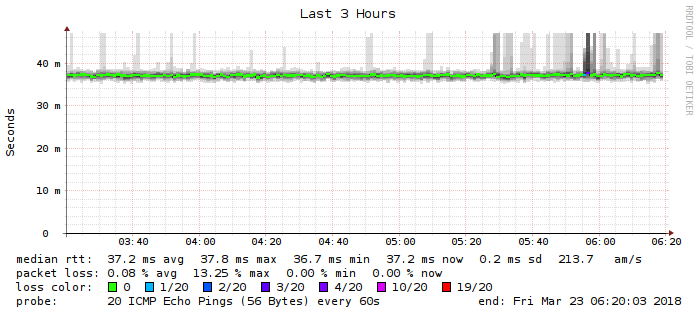 Last 3 Hours
RRDTOOL / TOBI OETIKER
Seconds
40 m
30 m
20 m
10 m
0
03:40 04:00 04:20 04:40 05:00 05:20 05:40 06:00 06:20
median rtt: 37.2 ms avg 37.8 ms max 36.7 ms min 37.2 ms now 0.2 ms sd 213.7 am/s
packet loss: 0.08 % avg 13.25 % max 0.00 % min 0.00 % now
loss color: 0 1/20 2/20 3/20 4/20 10/20 19/20
probe: 20 ICMP Echo Pings (56 Bytes) every 60s end: Fri Mar 23 06:20:03 2018